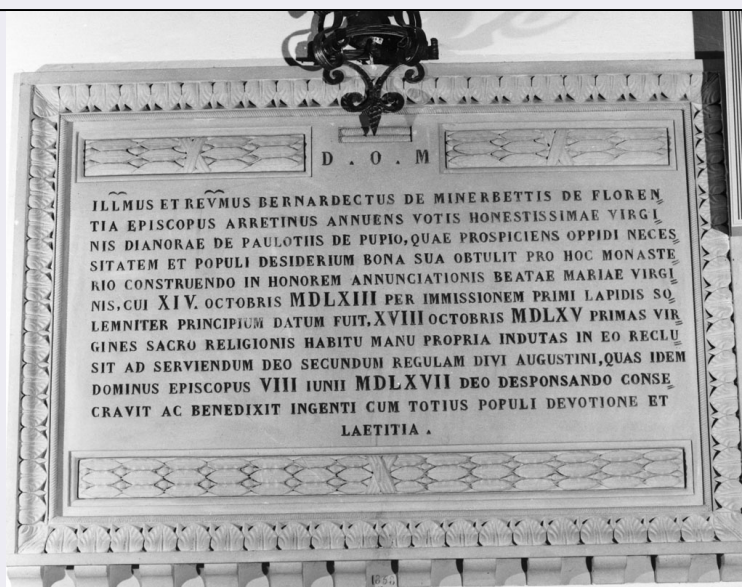 D . O . M
ILLMUS ET REVMUS BERNARDECTUS DE MINERBETTIS DE FLOREN=
TIA EPISCOPUS ARRETINUS ANNUENS VOTIS HONESTISSIMAE VIRGI=
NIS DIANORAE DE PAULOTIIS DE PUPIO, QUAE PROSPICIENS OPPIDI NECES=
SITATEM ET POPULI DESIDERIUM BONA SUA OBTULIT PRO HOC MONASTE=
RIO CONSTRUENDO IN HONOREM ANNUNCIATIONIS BEATAE MARIAE VIRGI=
NIS, CUI XIV. OCTOBRIS MDLXIII PER IMMISSIONEM PRIMI LAPIDIS SO=
LEMNITER PRINCIPIUM DATUM FUIT, XVIII OCTOBRIS MDLXV PRIMAS VIR=
GINES SACRO RELIGIONIS HABITU MANU PROPRIA INDUTAS IN EO RECLU=
SIT AD SERVIENDUM DEO SECUNDUM REGULAM DIVI AUGUSTINI, QUAS IDEM
DOMINUS EPISCOPUS VIII IUNII MDLXVII DEO DESPONSANDO CONSE=
CRAVIT AC BENEDIXIT INGENTI CUM TOTIUS POPULI DEVOTIONE ET
LAETITIA .